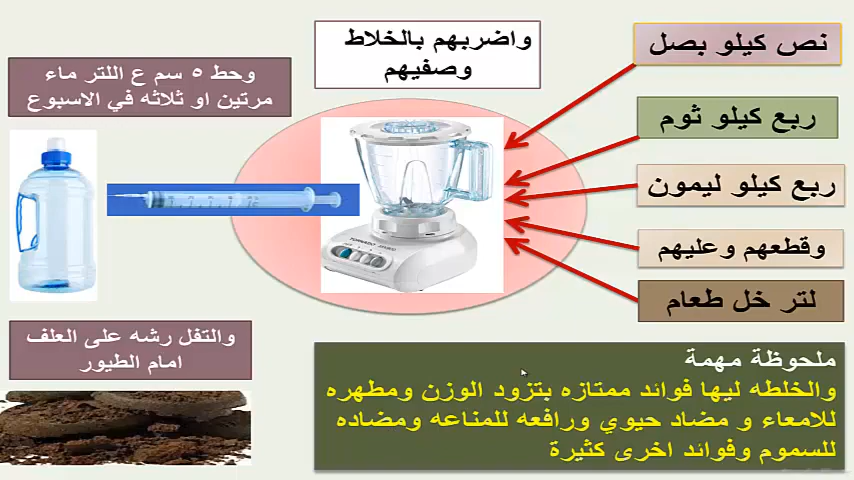 نص كيلو بصل
ربع كيلو ثوم
ربع كيلو ليمون
وقطعهم وعليهم
لتر خل طعام
واضربهم بالخلاط
وصفيهم
وحط ٥ سم ع اللتر ماء
مرتين او ثلاثه في الاسبوع
والتفل رشه على العلف
امام الطيور
ملحوظة مهمة
والخلطه ليها فوائد ممتازه بتزود الوزن ومطهره
للامعاء و مضاد حيوي ورافعه للمناعه ومضاده
للسموم وفوائد اخرى كثيرة